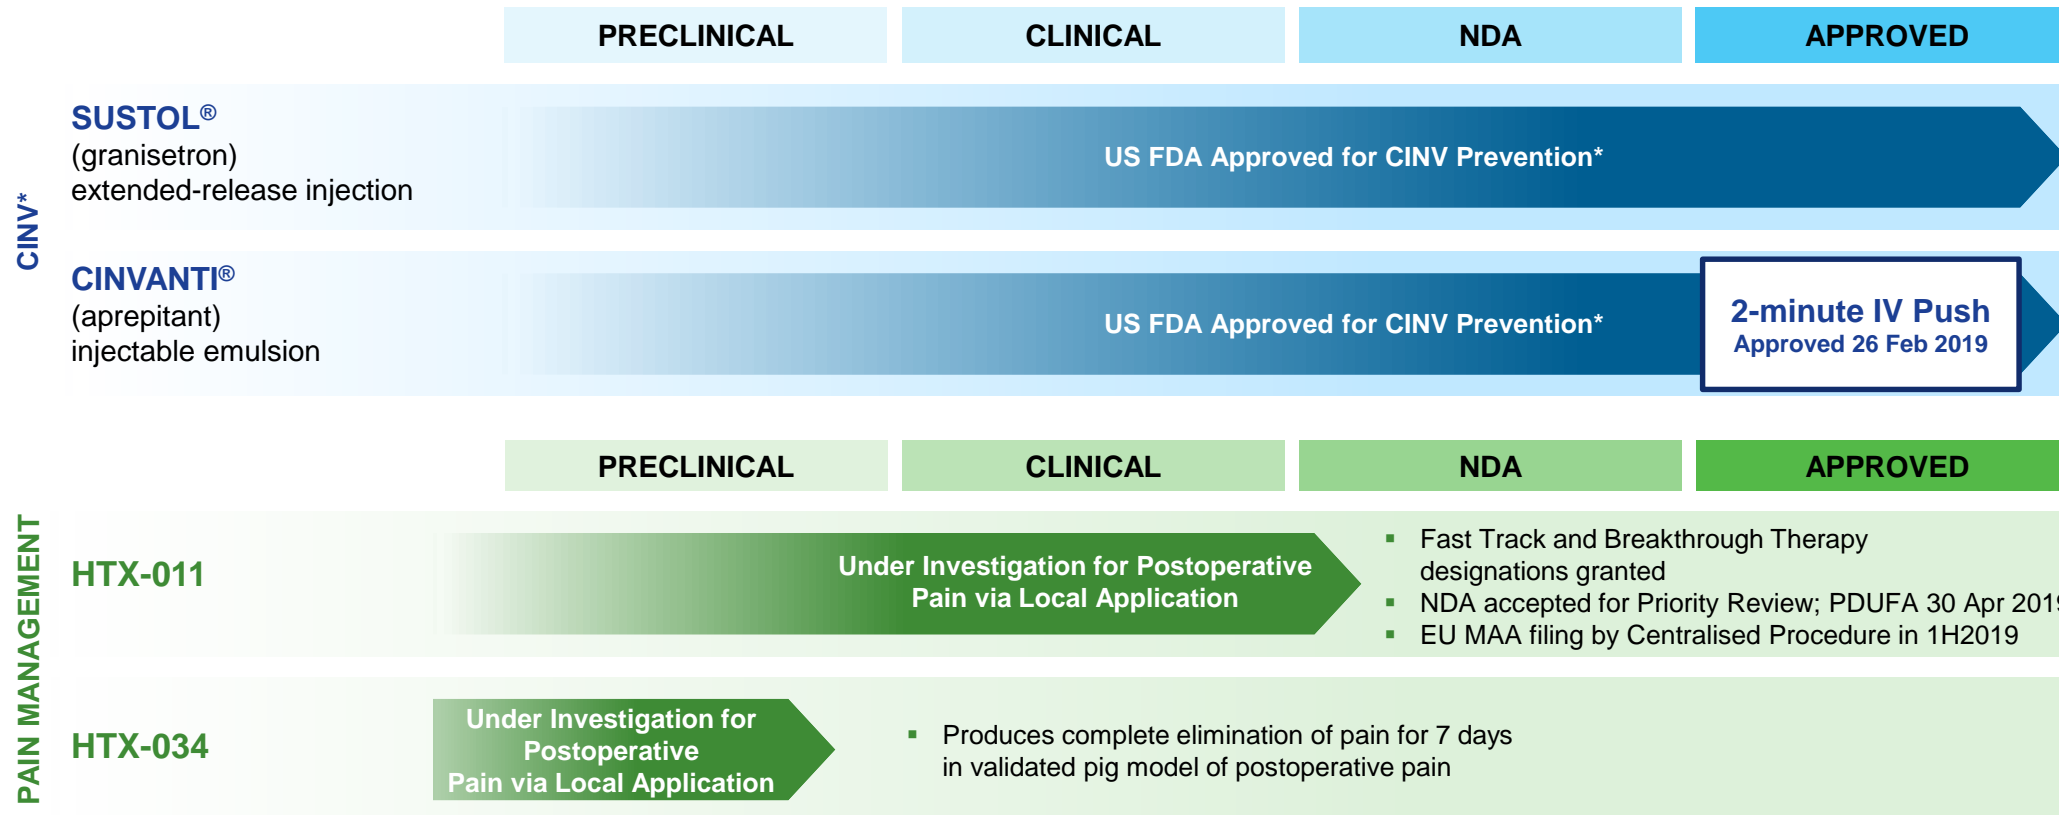 PRECLINICAL CLINICAL NDA APPROVED
CINV*
SUSTOL®
(granisetron)
extended-release injection
US FDA Approved for CINV Prevention*
CINVANTI®
(aprepitant)
injectable emulsion
US FDA Approved for CINV Prevention*
2-minute IV Push
Approved 26 Feb 2019
PRECLINICAL CLINICAL NDA APPROVED
PAIN MANAGEMENT
HTX-011
Under Investigation for Postoperative
Pain via Local Application
▪ Fast Track and Breakthrough Therapy
designations granted
▪ NDA accepted for Priority Review; PDUFA 30 Apr 2019
▪ EU MAA filing by Centralised Procedure in 1H2019
HTX-034
Under Investigation for
Postoperative
Pain via Local Application
▪ Produces complete elimination of pain for 7 days
in validated pig model of postoperative pain